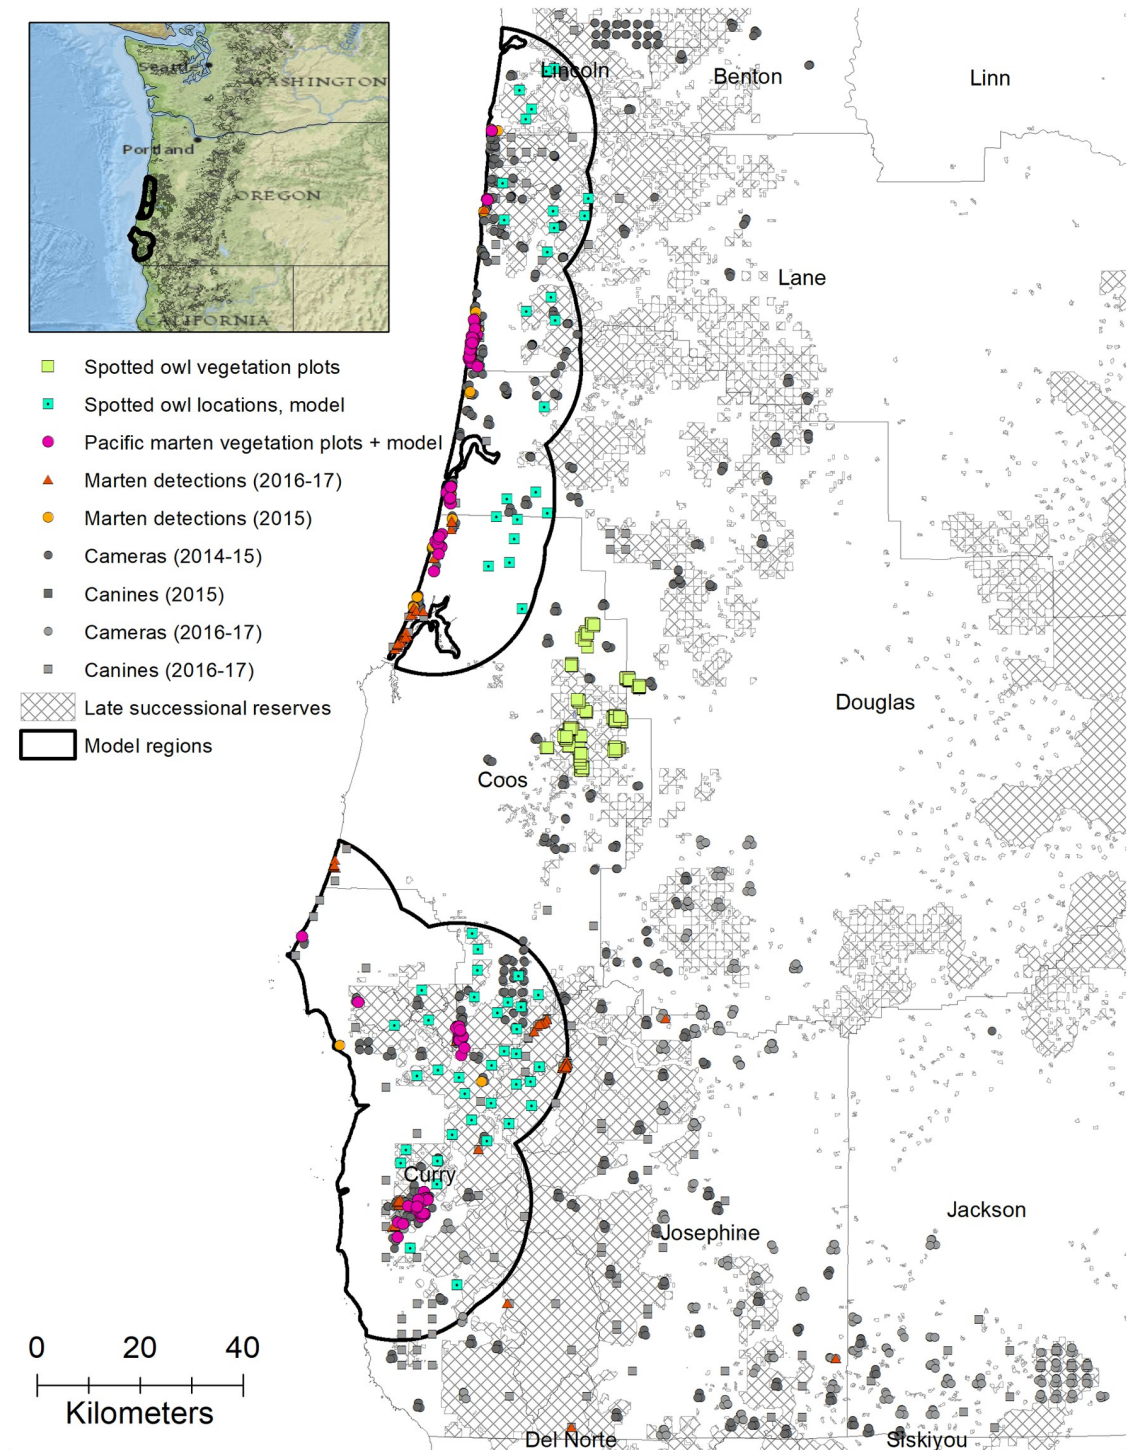 Seattle
WASHINGTON
Portland
OREGON
CALIFORNIA
Spotted owl vegetation plots
Spotted owl locations, model
Pacific marten vegetation plots + model
Marten detections (2016-17)
Marten detections (2015)
Cameras (2014-15)
Canines (2015)
Cameras (2016-17)
Canines (2016-17)
Late successional reserves
Model regions
Lincoln
Benton
Linn
Lane
Douglas
Coos
Curry
Josephine
Jackson
Del Norte
Siskiyou
0 20 40
Kilometers